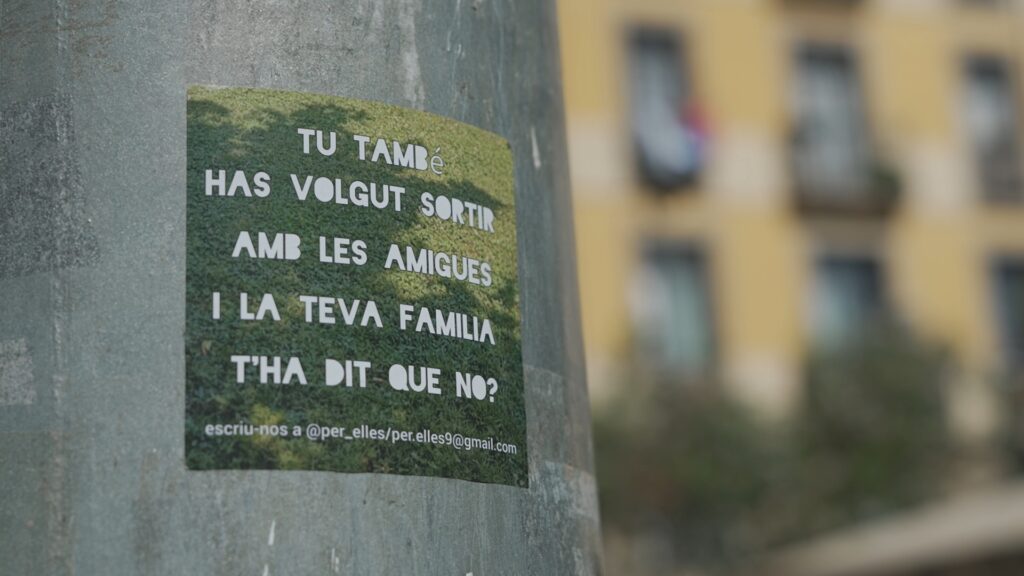 TU TAMBé
HAS VOLGUT SORTIR
AMB LES AMIGUES
I LA TEVA FAMILIA
T'HA DIT QUE NO?
escriu-nos a @per_elles/per.elles9@gmail.com